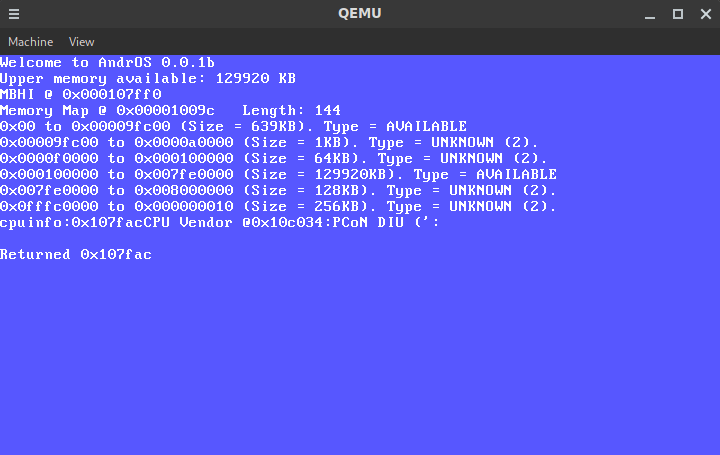 QEMU
Machine View
Welcome to AndrOS 0.0.1b
Upper memory available: 129920 KB
MBHI @ 0x000107ff0
Memory Map @ 0x00001009c   Length: 144
0x00 to 0x00009fc00 (Size = 639KB). Type = AVAILABLE
0x00009fc00 to 0x0000a0000 (Size = 1KB). Type = UNKNOWN (2).
0x0000f0000 to 0x000100000 (Size = 64KB). Type = UNKNOWN (2).
0x000100000 to 0x007fe0000 (Size = 129920KB). Type = AVAILABLE
0x007fe0000 to 0x008000000 (Size = 128KB). Type = UNKNOWN (2).
0x0fffc0000 to 0x000000010 (Size = 256KB). Type = UNKNOWN (2).
cpuinfo:0x107facCPU Vendor @0x10c034:PCoN DIU (':
Returned 0x107fac